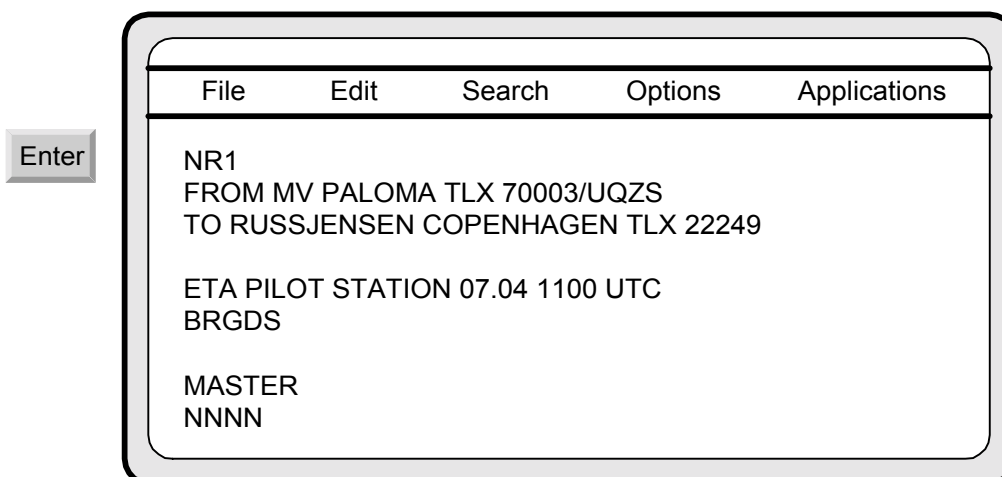 File Edit Search Options Applications
Enter
NR1
FROM MV PALOMA TLX 70003/UQZS
TO RUSSJENSEN COPENHAGEN TLX 22249
ETA PILOT STATION 07.04 1100 UTC
BRGDS
MASTER
NNNN